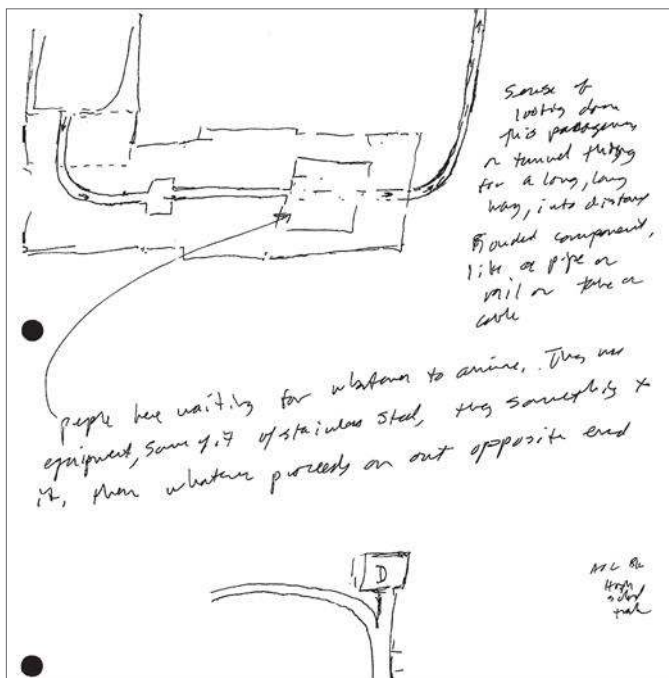 Sense of
looking down
this passageway
or tunnel thing
for a long, long
way, into distance
Rounded component,
like a pipe or
rail or tube or
cable
people here waiting for whatever to arrive. They use
equipment, some of it of stainless steel, they something to
it, then whatever proceeds on out opposite end
D
High